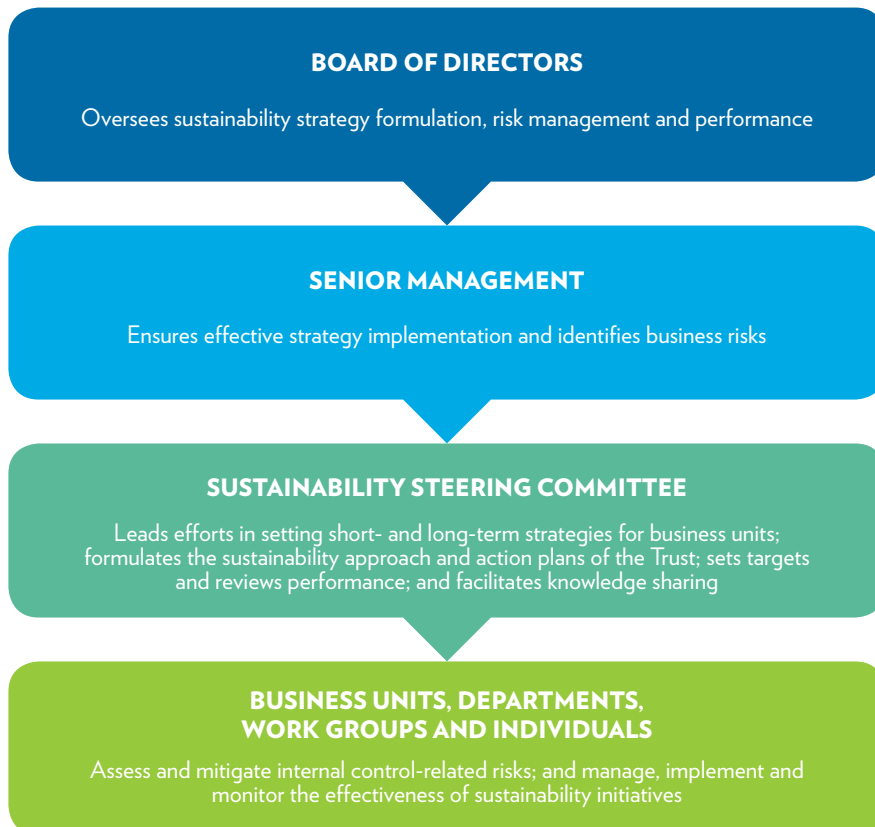 BOARD OF DIRECTORS
Oversees sustainability strategy formulation, risk management and performance
SENIOR MANAGEMENT
Ensures effective strategy implementation and identifies business risks
SUSTAINABILITY STEERING COMMITTEE
Leads efforts in setting short- and long-term strategies for business units;
formulates the sustainability approach and action plans of the Trust; sets targets
and reviews performance; and facilitates knowledge sharing
BUSINESS UNITS, DEPARTMENTS,
WORK GROUPS AND INDIVIDUALS
Assess and mitigate internal control-related risks; and manage, implement and
monitor the effectiveness of sustainability initiatives